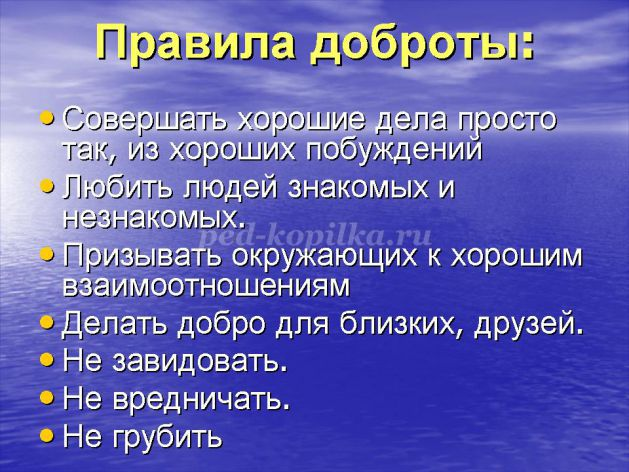 Правила доброты:
Совершать хорошие дела просто
так, из хороших побуждений
Любить людей знакомых и
незнакомых.
ped-kopilka.ru
Призывать окружающих к хорошим
взаимоотношениям
Делать добро для близких, друзей.
Не завидовать.
Не вредничать.
Не грубить